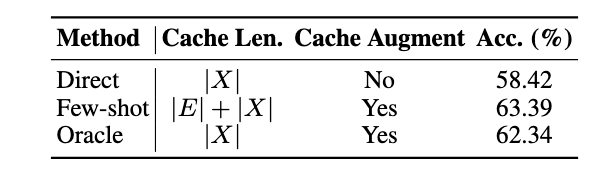 Method Cache Len. Cache Augment Acc. (%)
Direct |X| No 58.42
Few-shot |E| + |X| Yes 63.39
Oracle |X| Yes 62.34